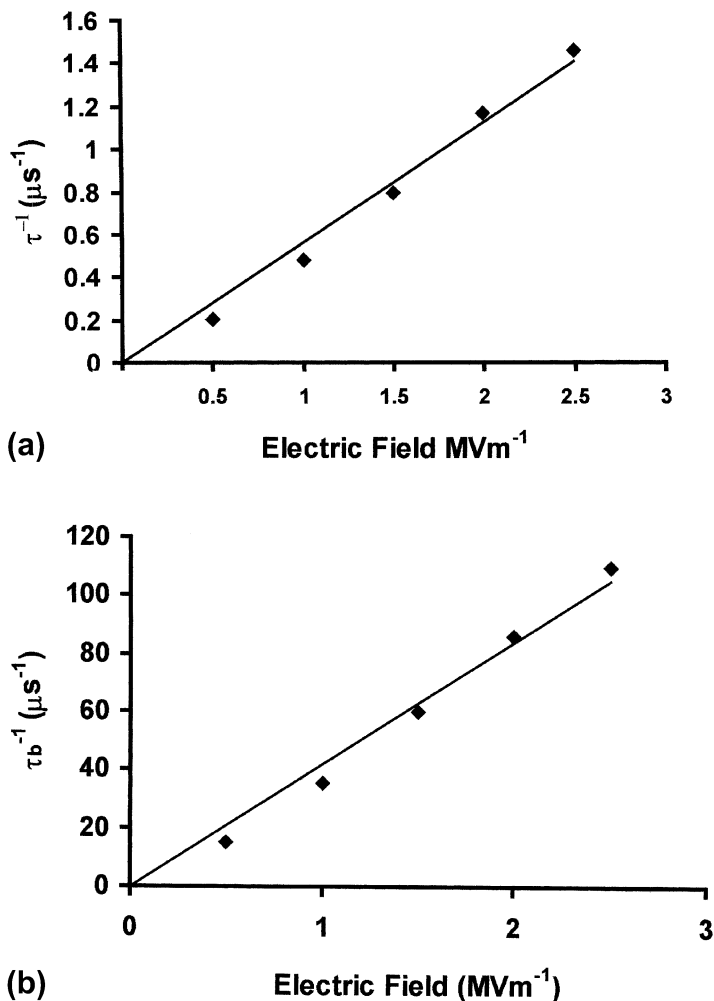 1.6
1.4
1.2
1
0.8
0.6
0.4
0.2
0
τ⁻¹ (μs⁻¹)
0.5 1 1.5 2 2.5 3
(a) Electric Field MVm⁻¹
120
100
80
60
40
20
0
τb⁻¹ (μs⁻¹)
0 1 2 3
(b) Electric Field (MVm⁻¹)